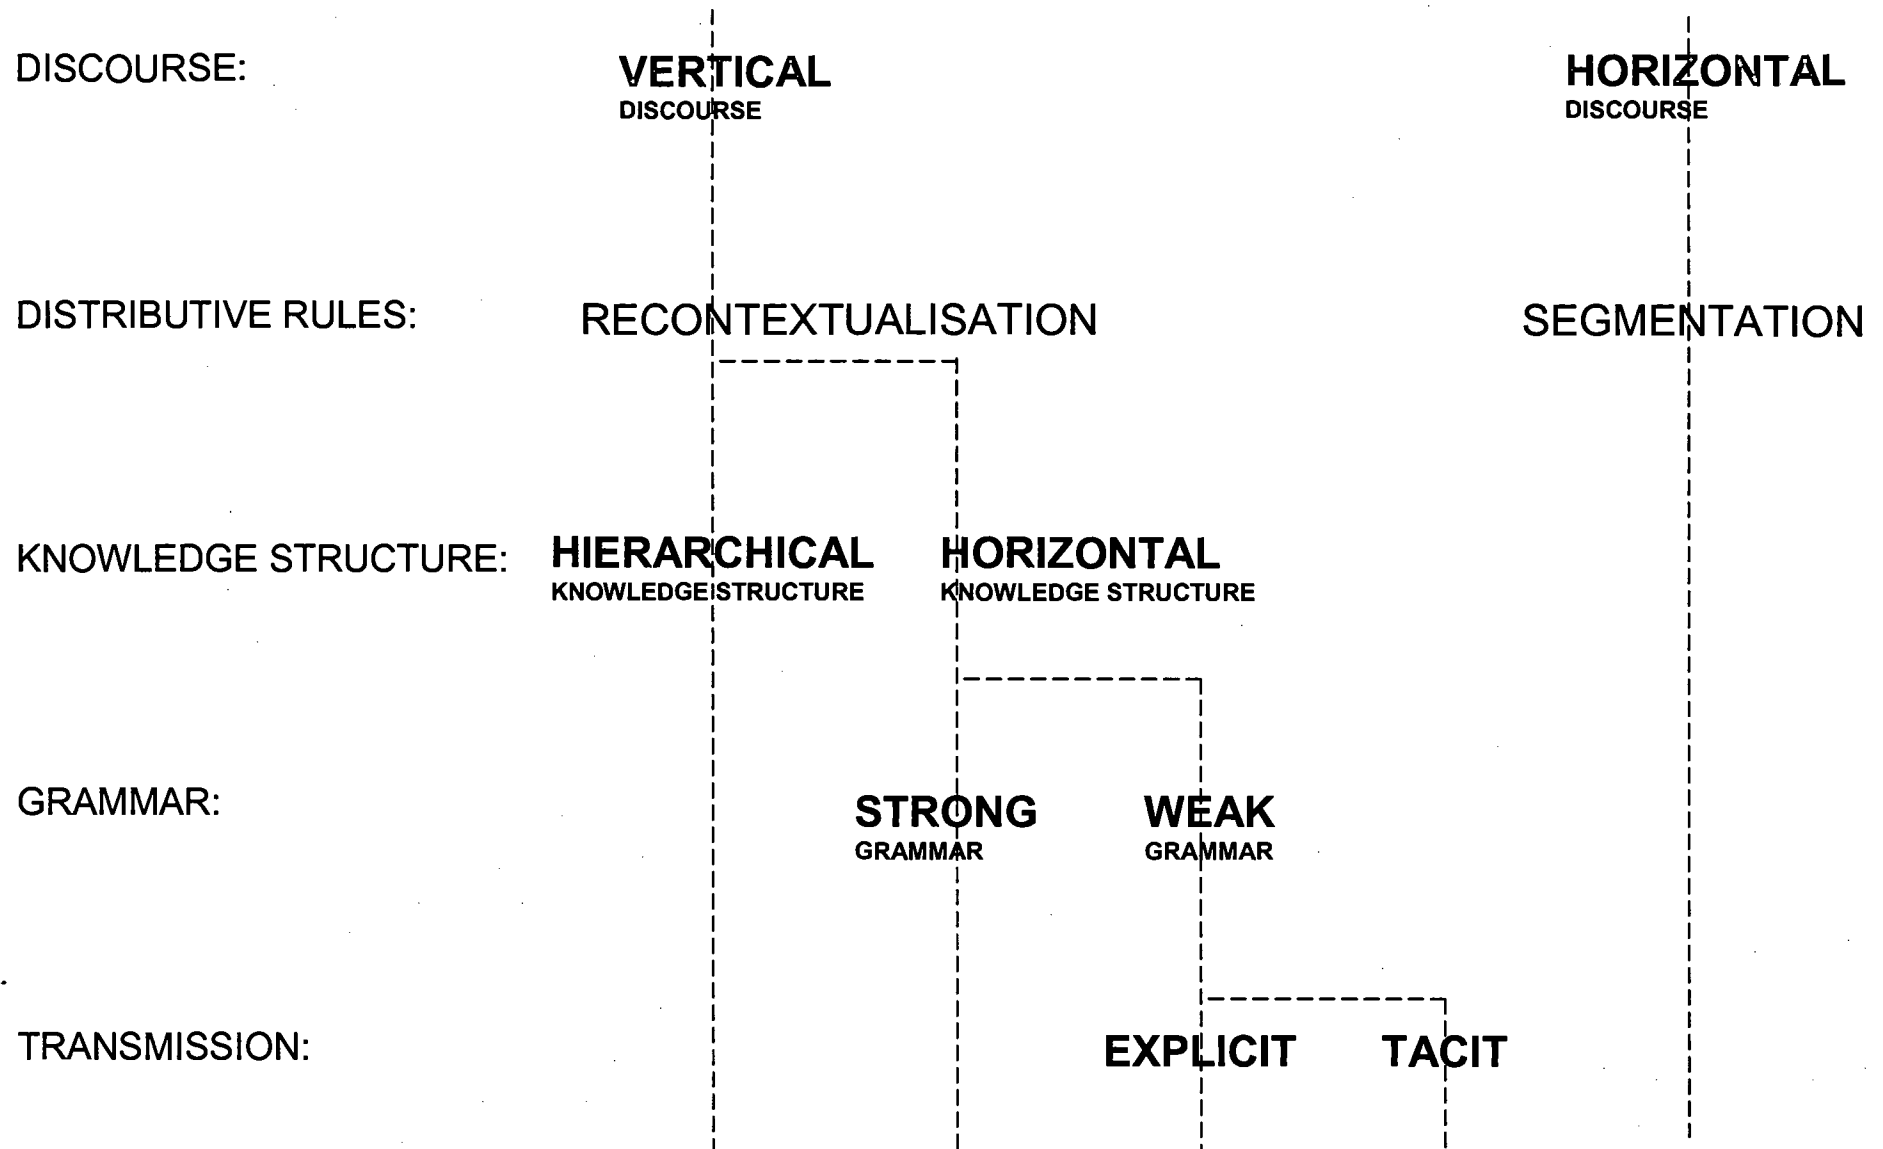 DISCOURSE:
VERTICAL
DISCOURSE
HORIZONTAL
DISCOURSE
DISTRIBUTIVE RULES:
RECONTEXTUALISATION
SEGMENTATION
KNOWLEDGE STRUCTURE:
HIERARCHICAL
KNOWLEDGE STRUCTURE
HORIZONTAL
KNOWLEDGE STRUCTURE
GRAMMAR:
STRONG
GRAMMAR
WEAK
GRAMMAR
TRANSMISSION:
EXPLICIT
TACIT